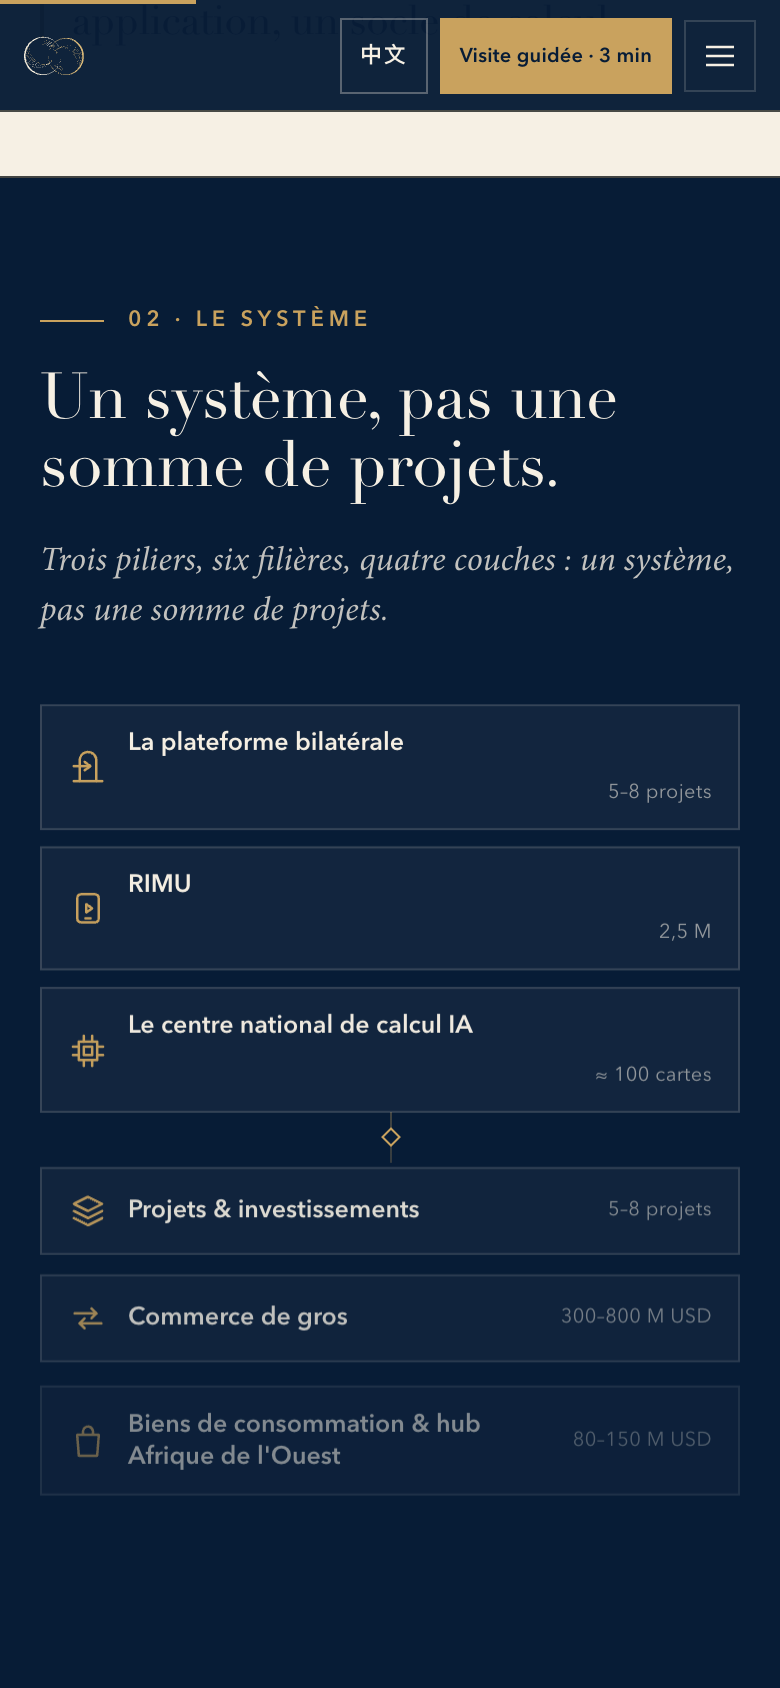 application, un socle
中文
Visite guidée · 3 min
02 · LE SYSTÈME
Un système, pas une
somme de projets.
Trois piliers, six filières, quatre couches : un système,
pas une somme de projets.
La plateforme bilatérale
5–8 projets
RIMU
2,5 M
Le centre national de calcul IA
≈ 100 cartes
Projets & investissements
5–8 projets
Commerce de gros
300–800 M USD
Biens de consommation & hub
Afrique de l'Ouest
80–150 M USD